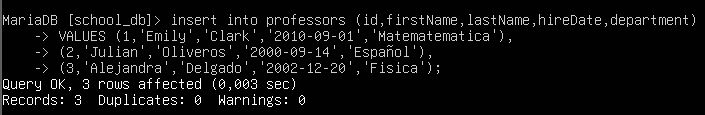 MariaDB [school_db]> insert into professors (id,firstName,lastName,hireDate,department)
-> VALUES (1,'Emily','Clark','2010-09-01','Matematematica'),
-> (2,'Julian','Oliveros','2000-09-14','Español'),
-> (3,'Alejandra','Delgado','2002-12-20','Fisica');
Query OK, 3 rows affected (0,003 sec)
Records: 3  Duplicates: 0  Warnings: 0